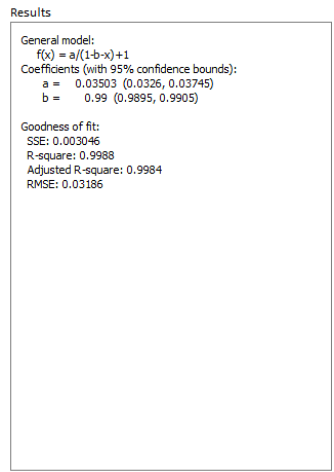 Results
General model:
f(x) = a/(1-b-x)+1
Coefficients (with 95% confidence bounds):
a = 0.03503 (0.0326, 0.03745)
b = 0.99 (0.9895, 0.9905)
Goodness of fit:
SSE: 0.003046
R-square: 0.9988
Adjusted R-square: 0.9984
RMSE: 0.03186